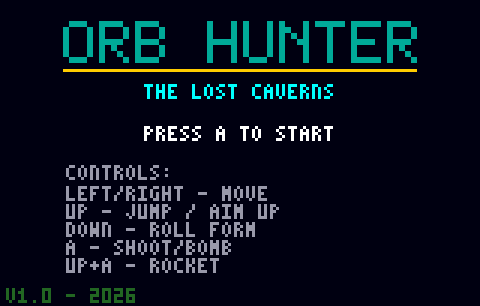 ORB HUNTER
THE LOST CAVERNS
PRESS A TO START
CONTROLS:
LEFT/RIGHT - MOVE
UP - JUMP / AIM UP
DOWN - ROLL FORM
A - SHOOT/BOMB
UP+A - ROCKET
V1.0 - 2026